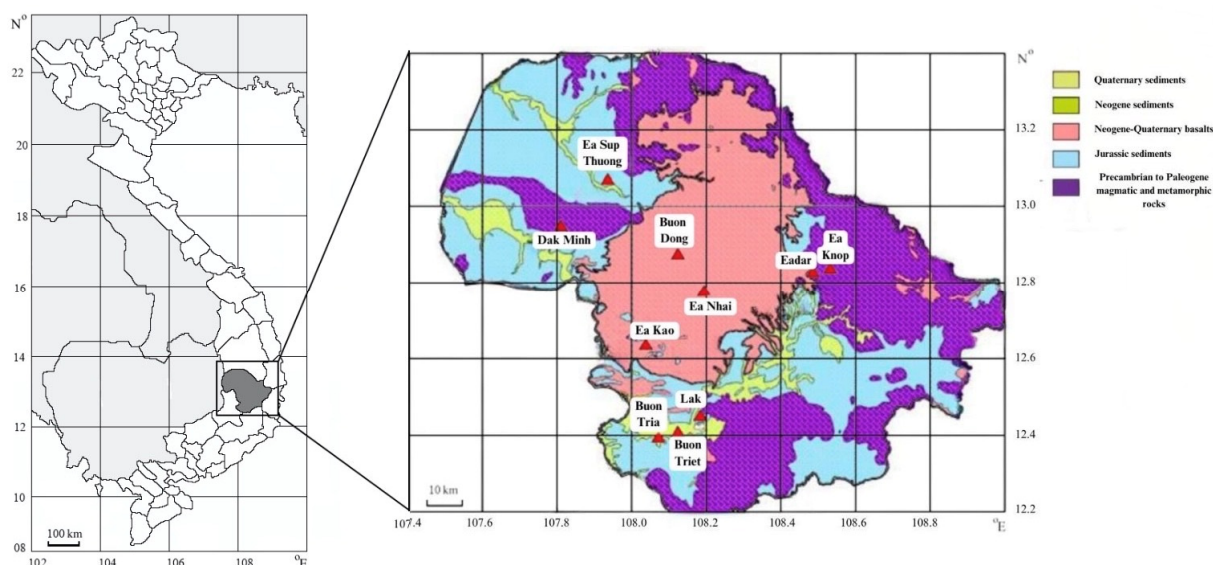 N°
22
20
18
16
14
12
10
08
100 km
102
104
106
108
°E
Ea Sup
Thuong
Dak Minh
Buon
Dong
Ea
Knop
Eadar
Ea Nhai
Ea Kao
Buon
Tria
Lak
Buon
Triet
10 km
107.4
107.6
107.8
108.0
108.2
108.4
108.6
108.8
°E
N°
13.2
13.0
12.8
12.6
12.4
12.2
Quaternary sediments
Neogene sediments
Neogene-Quaternary basalts
Jurassic sediments
Precambrian to Paleogene
magmatic and metamorphic
rocks